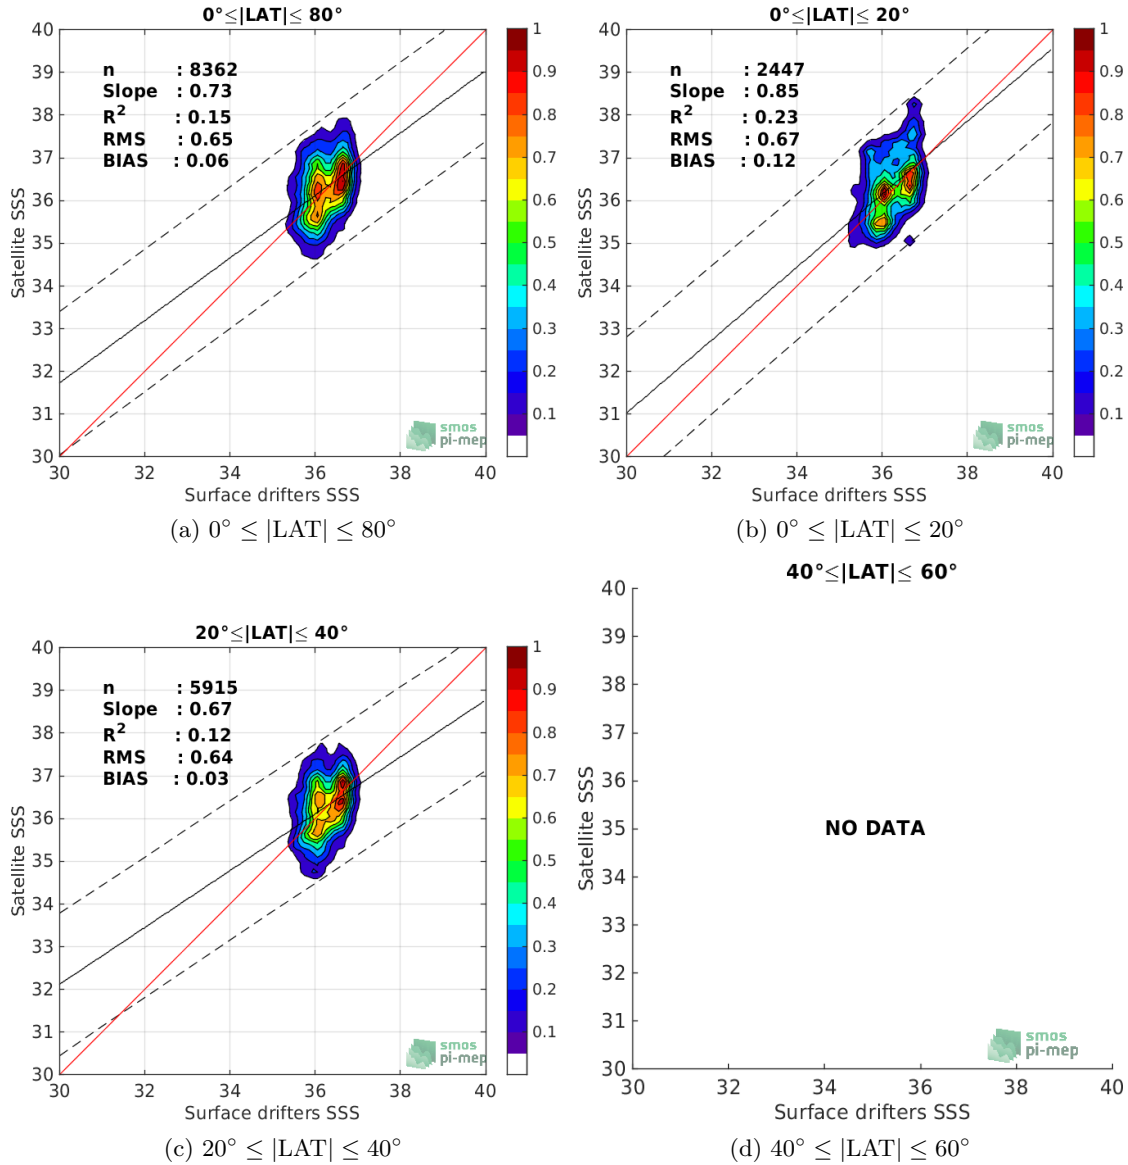 0°≤|LAT|≤ 80°
n : 8362
Slope : 0.73
R² : 0.15
RMS : 0.65
BIAS : 0.06
40
39
38
37
36
35
34
33
32
31
30
30 32 34 36 38 40
Satellite SSS
Surface drifters SSS
1
0.9
0.8
0.7
0.6
0.5
0.4
0.3
0.2
0.1
smos
pi-mep
(a) 0° ≤ |LAT| ≤ 80°
0°≤|LAT|≤ 20°
n : 2447
Slope : 0.85
R² : 0.23
RMS : 0.67
BIAS : 0.12
40
39
38
37
36
35
34
33
32
31
30
30 32 34 36 38 40
Satellite SSS
Surface drifters SSS
1
0.9
0.8
0.7
0.6
0.5
0.4
0.3
0.2
0.1
smos
pi-mep
(b) 0° ≤ |LAT| ≤ 20°
20°≤|LAT|≤ 40°
n : 5915
Slope : 0.67
R² : 0.12
RMS : 0.64
BIAS : 0.03
40
39
38
37
36
35
34
33
32
31
30
30 32 34 36 38 40
Satellite SSS
Surface drifters SSS
1
0.9
0.8
0.7
0.6
0.5
0.4
0.3
0.2
0.1
smos
pi-mep
(c) 20° ≤ |LAT| ≤ 40°
40°≤|LAT|≤ 60°
40
39
38
37
36
35
34
33
32
31
30
30 32 34 36 38 40
Satellite SSS
Surface drifters SSS
NO DATA
smos
pi-mep
(d) 40° ≤ |LAT| ≤ 60°